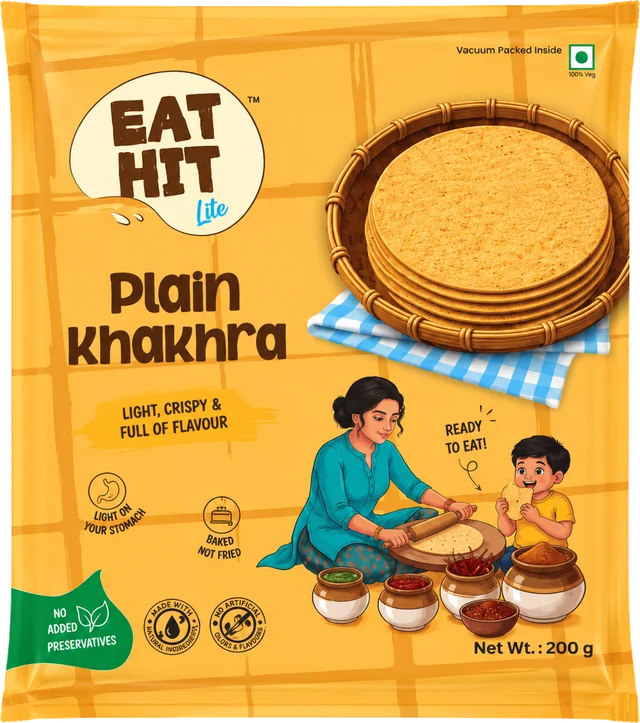 Vacuum Packed Inside
100% Veg
EAT
HIT
Lite
TM
Plain
Khakhra
LIGHT, CRISPY &
FULL OF FLAVOUR
READY
TO EAT!
LIGHT ON
YOUR STOMACH
BAKED
NOT FRIED
NO
ADDED
PRESERVATIVES
MADE WITH
NATURAL INGREDIENTS
NO ARTIFICIAL
COLORS & FLAVOURS
Net Wt.: 200 g